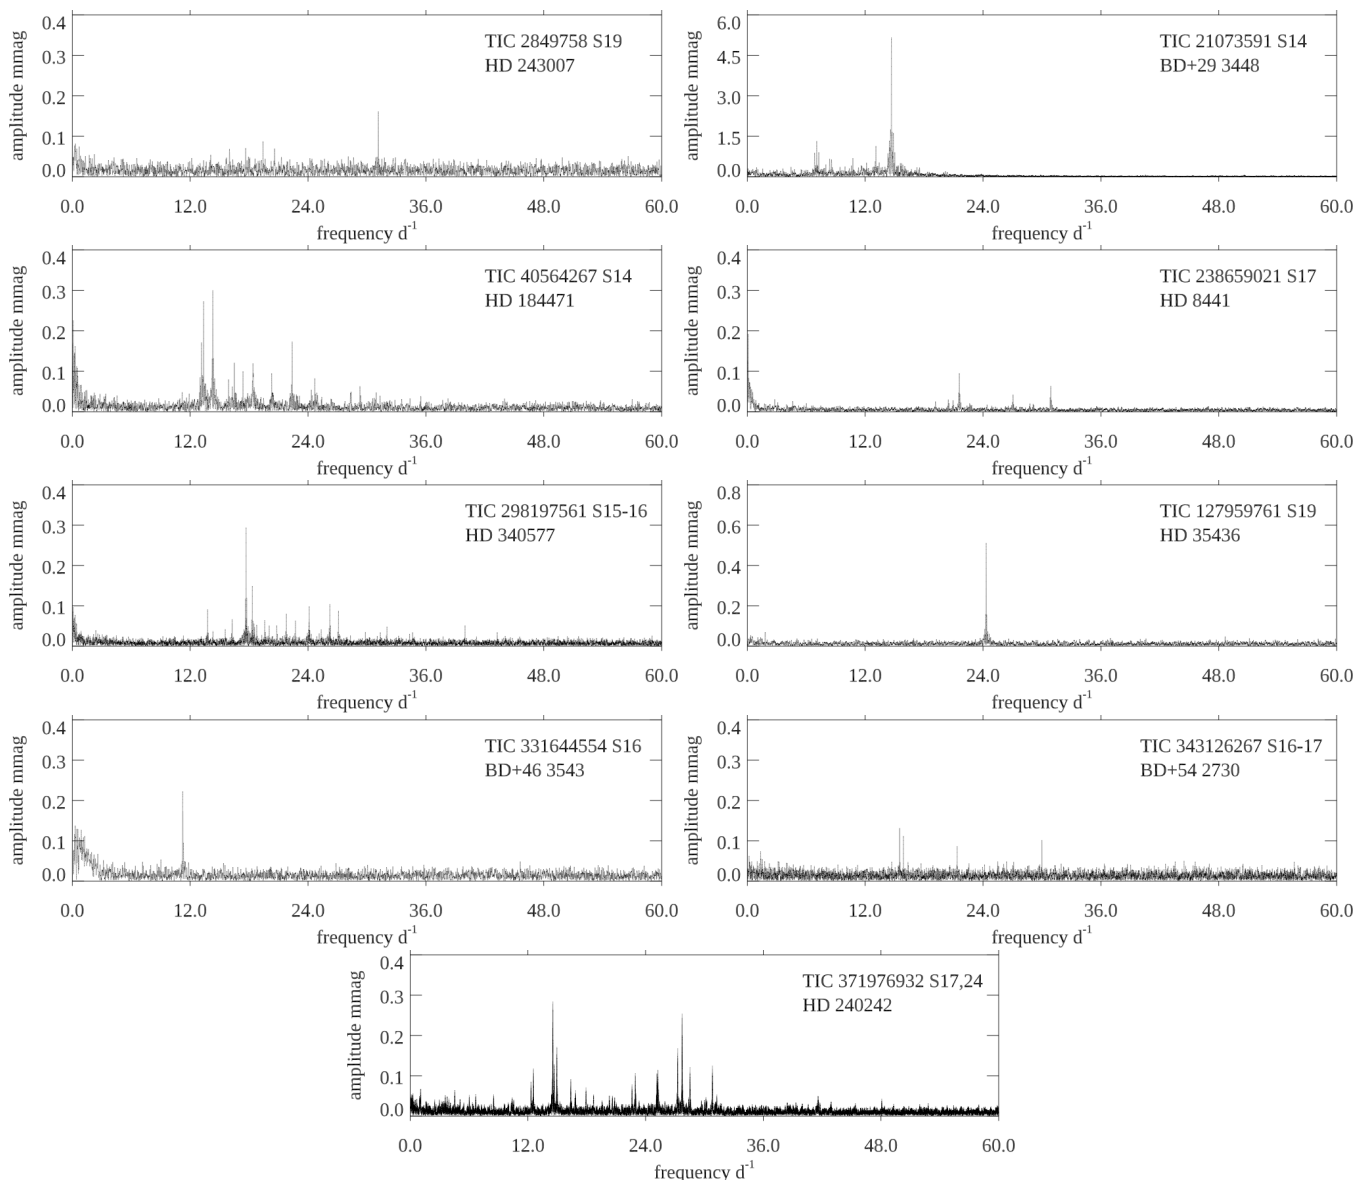 amplitude mmag
0.4
0.3
0.2
0.1
0.0
TIC 2849758 S19
HD 243007
0.0 12.0 24.0 36.0 48.0 60.0
frequency d-1
amplitude mmag
6.0
4.5
3.0
1.5
0.0
TIC 21073591 S14
BD+29 3448
0.0 12.0 24.0 36.0 48.0 60.0
frequency d-1
amplitude mmag
0.4
0.3
0.2
0.1
0.0
TIC 40564267 S14
HD 184471
0.0 12.0 24.0 36.0 48.0 60.0
frequency d-1
amplitude mmag
0.4
0.3
0.2
0.1
0.0
TIC 238659021 S17
HD 8441
0.0 12.0 24.0 36.0 48.0 60.0
frequency d-1
amplitude mmag
0.4
0.3
0.2
0.1
0.0
TIC 298197561 S15-16
HD 340577
0.0 12.0 24.0 36.0 48.0 60.0
frequency d-1
amplitude mmag
0.8
0.6
0.4
0.2
0.0
TIC 127959761 S19
HD 35436
0.0 12.0 24.0 36.0 48.0 60.0
frequency d-1
amplitude mmag
0.4
0.3
0.2
0.1
0.0
TIC 331644554 S16
BD+46 3543
0.0 12.0 24.0 36.0 48.0 60.0
frequency d-1
amplitude mmag
0.4
0.3
0.2
0.1
0.0
TIC 343126267 S16-17
BD+54 2730
0.0 12.0 24.0 36.0 48.0 60.0
frequency d-1
amplitude mmag
0.4
0.3
0.2
0.1
0.0
TIC 371976932 S17,24
HD 240242
0.0 12.0 24.0 36.0 48.0 60.0
frequency d-1